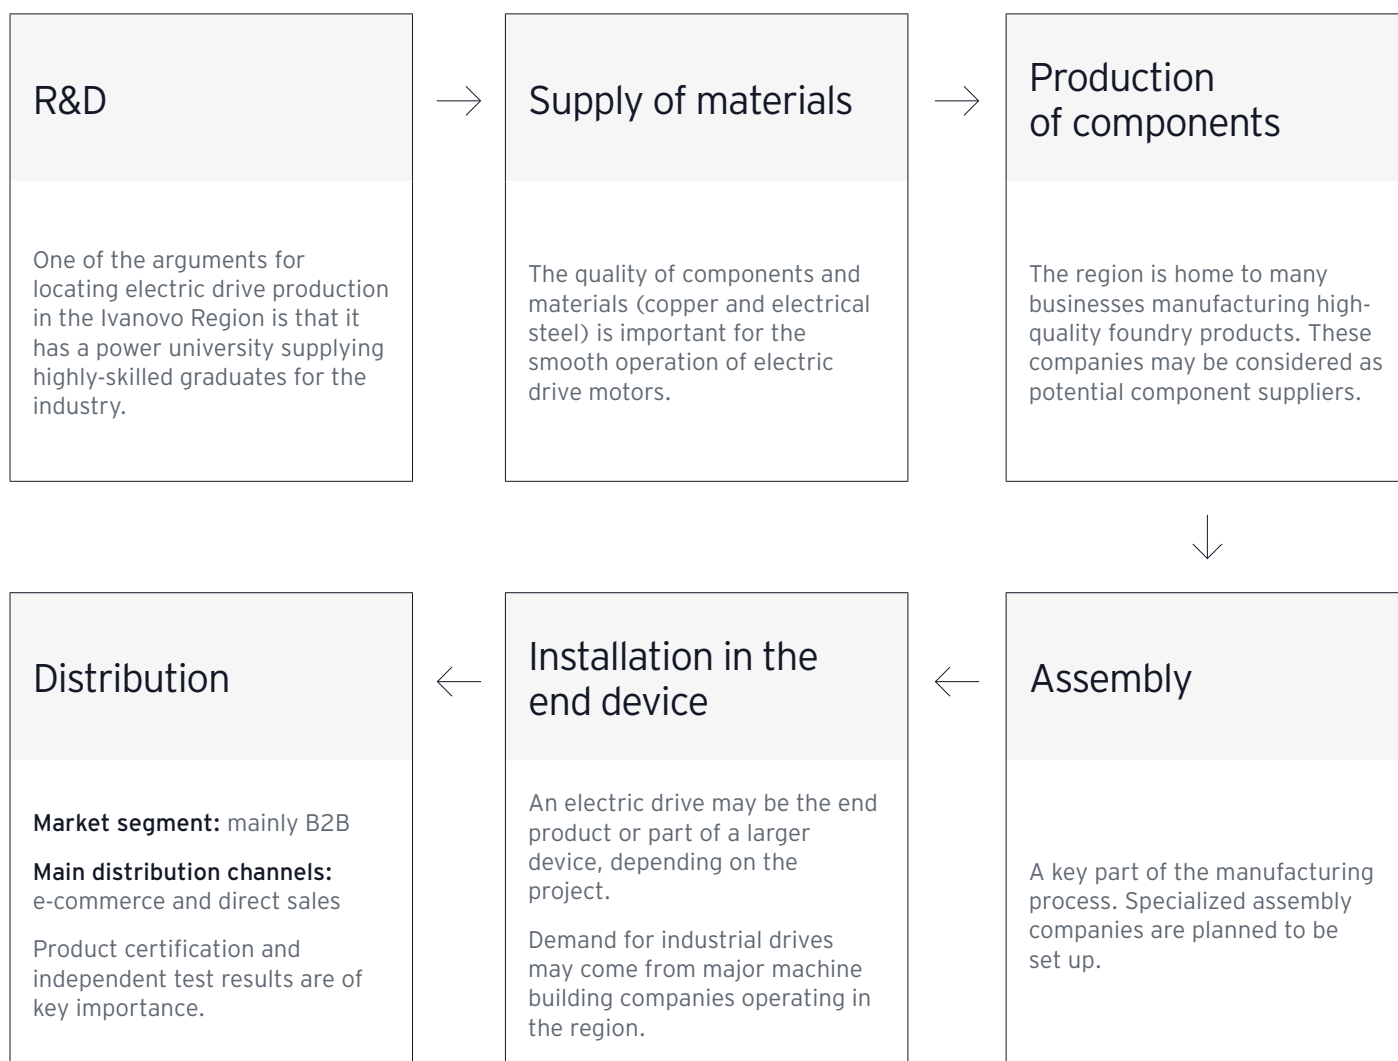 R&D
One of the arguments for
locating electric drive production
in the Ivanovo Region is that it
has a power university supplying
highly-skilled graduates for the
industry.
Supply of materials
The quality of components and
materials (copper and electrical
steel) is important for the
smooth operation of electric
drive motors.
Production
of components
The region is home to many
businesses manufacturing high-
quality foundry products. These
companies may be considered as
potential component suppliers.
Assembly
A key part of the manufacturing
process. Specialized assembly
companies are planned to be
set up.
Installation in the
end device
An electric drive may be the end
product or part of a larger
device, depending on the
project.
Demand for industrial drives
may come from major machine
building companies operating in
the region.
Distribution
Market segment: mainly B2B
Main distribution channels:
e-commerce and direct sales
Product certification and
independent test results are of
key importance.